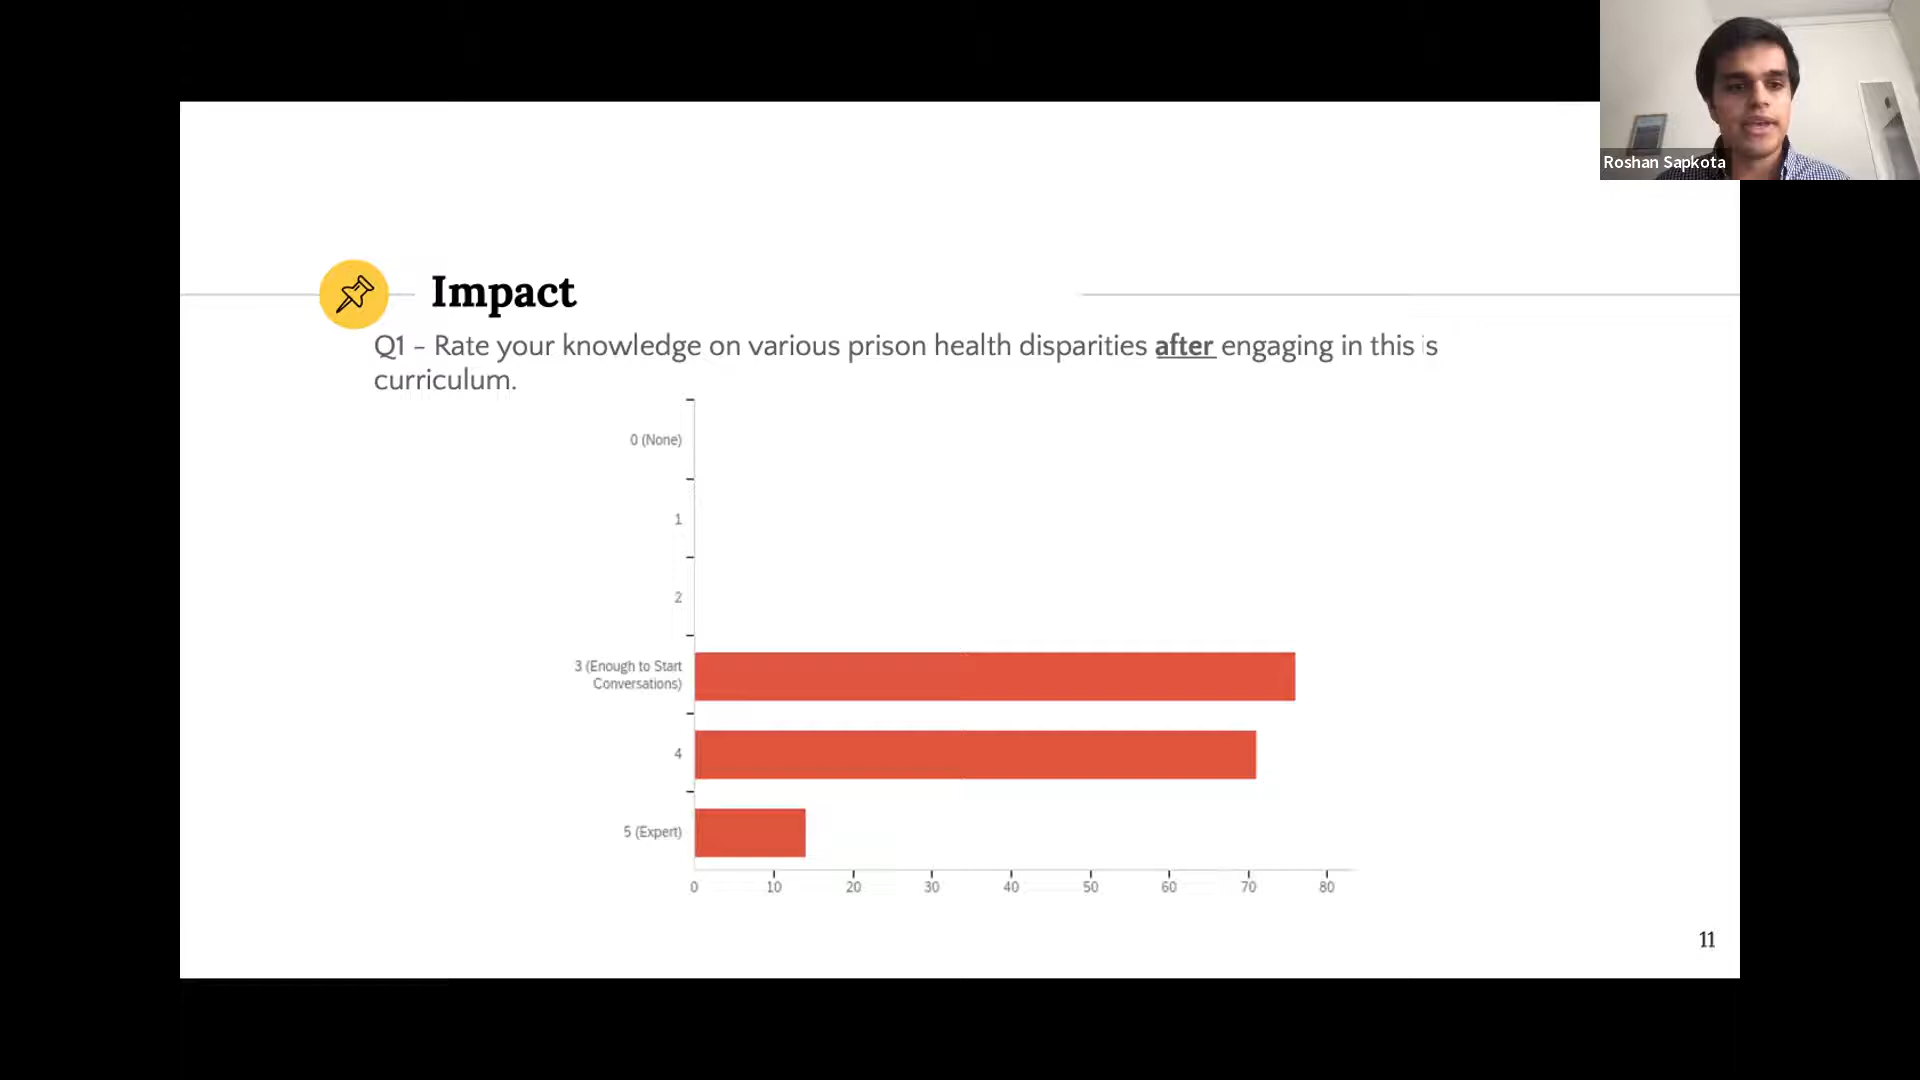 Roshan Sapkota
Impact
Q1 - Rate your knowledge on various prison health disparities after engaging in this is
curriculum.
0 (None)
1
2
3 (Enough to Start
Conversations)
4
5 (Expert)
0 10 20 30 40 50 60 70 80
11